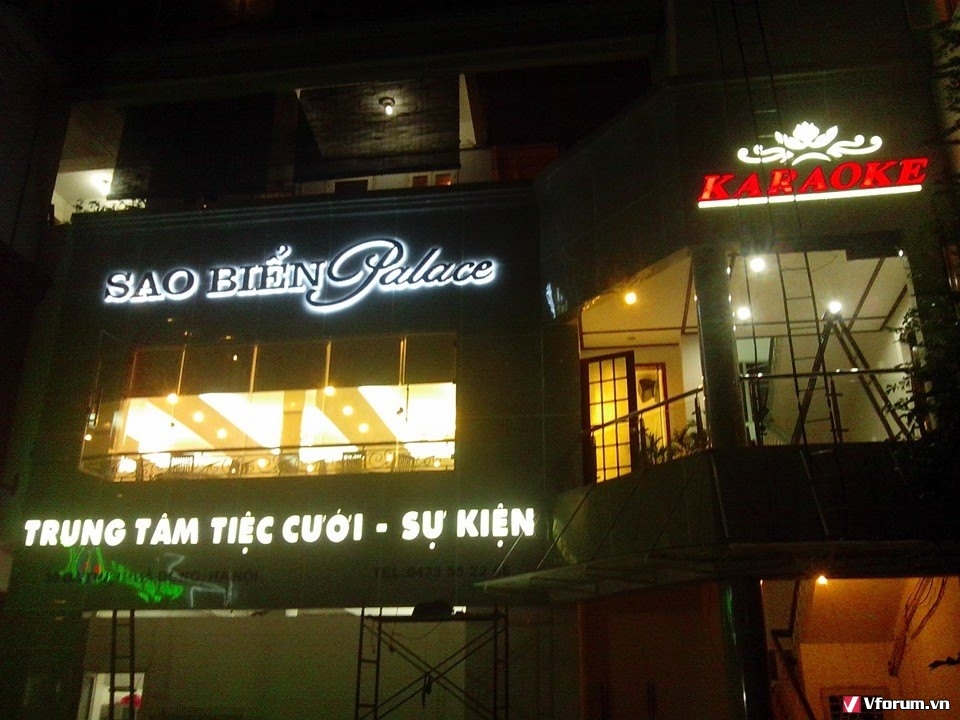 KARAOKE
SAO BIỂN Palace
TRUNG TÂM TIỆC CƯỚI - SỰ KIỆN
Vforum.vn